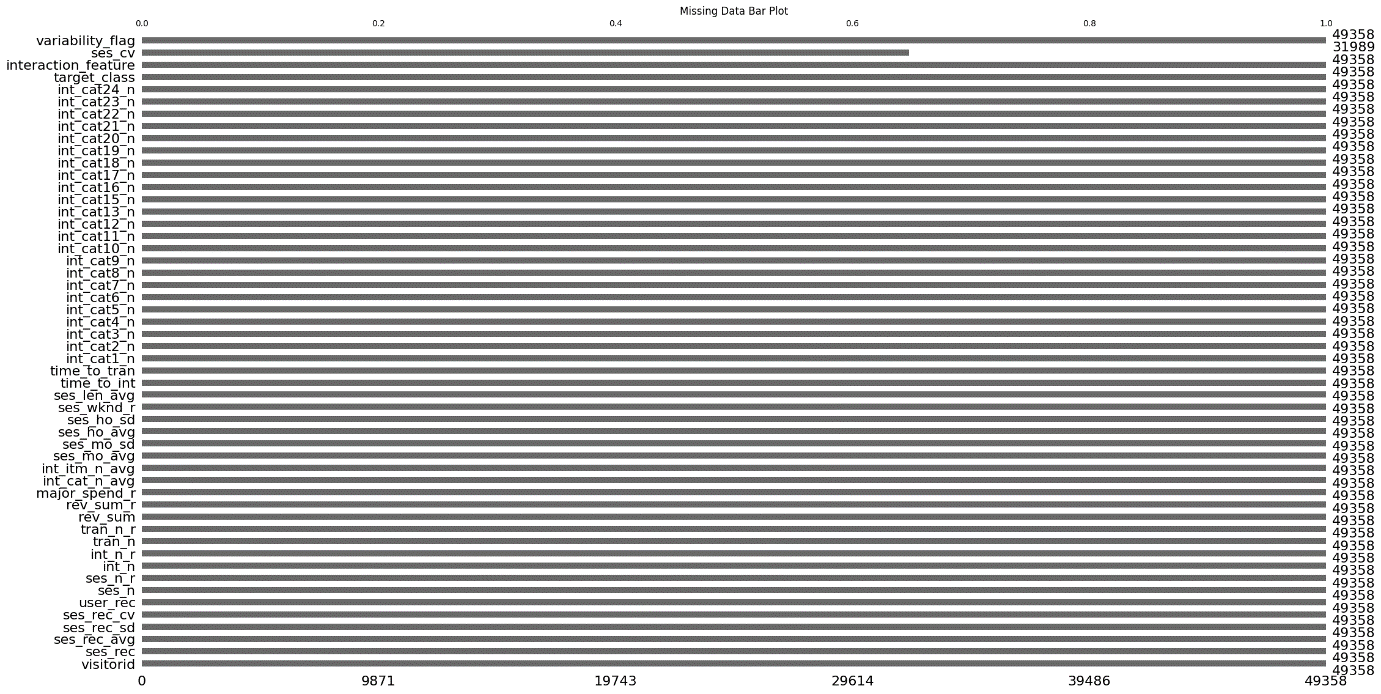 Missing Data Bar Plot
0.0 0.2 0.4 0.6 0.8 1.0
variability_flag 49358
ses_cv 31989
interaction_feature 49358
target_class 49358
int_cat24_n 49358
int_cat23_n 49358
int_cat22_n 49358
int_cat21_n 49358
int_cat20_n 49358
int_cat19_n 49358
int_cat18_n 49358
int_cat17_n 49358
int_cat16_n 49358
int_cat15_n 49358
int_cat13_n 49358
int_cat12_n 49358
int_cat11_n 49358
int_cat10_n 49358
int_cat9_n 49358
int_cat8_n 49358
int_cat7_n 49358
int_cat6_n 49358
int_cat5_n 49358
int_cat4_n 49358
int_cat3_n 49358
int_cat2_n 49358
int_cat1_n 49358
time_to_tran 49358
time_to_int 49358
ses_len_avg 49358
ses_wknd_r 49358
ses_ho_sd 49358
ses_ho_avg 49358
ses_mo_sd 49358
ses_mo_avg 49358
int_itm_n_avg 49358
int_cat_n_avg 49358
major_spend_r 49358
rev_sum_r 49358
rev_sum 49358
tran_n_r 49358
tran_n 49358
int_n_r 49358
int_n 49358
ses_n_r 49358
ses_n 49358
user_rec 49358
ses_rec_cv 49358
ses_rec_sd 49358
ses_rec_avg 49358
ses_rec 49358
visitorid 49358
0 9871 19743 29614 39486 49358